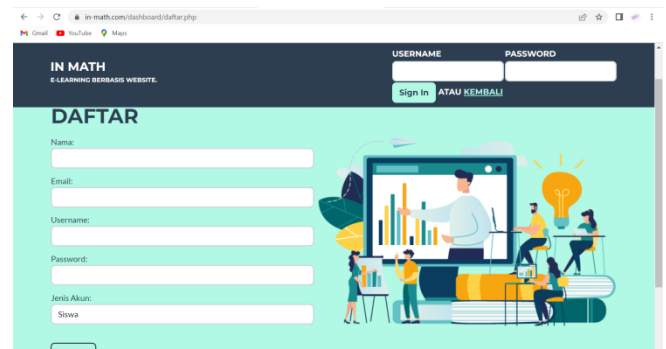 in-math.com/dashboard/daftar.php
Gmail YouTube Maps
IN MATH
E-LEARNING BERBASIS WEBSITE.
USERNAME PASSWORD
Sign In ATAU KEMBALI
DAFTAR
Nama:
Email:
Username:
Password:
Jenis Akun:
Siswa